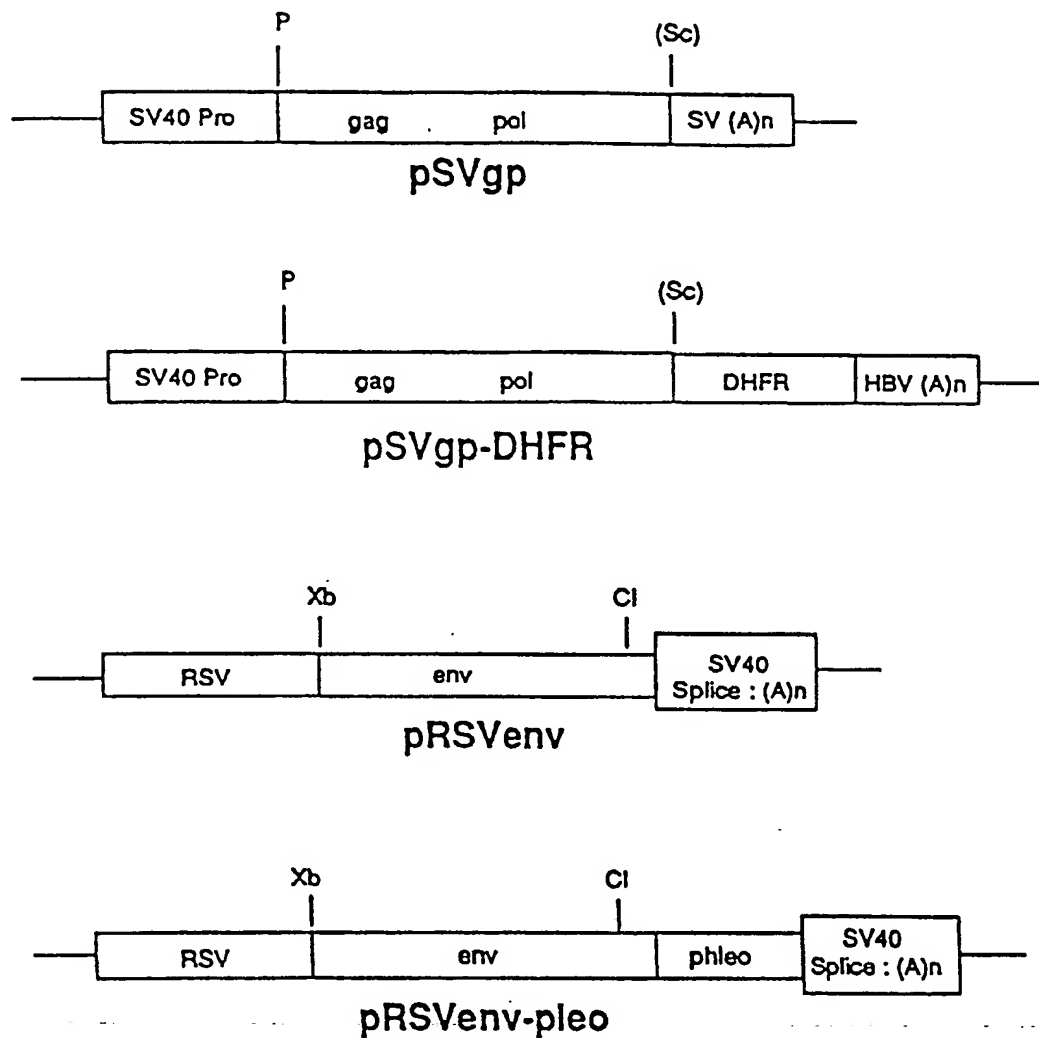 P (Sc)
SV40 Pro gag pol SV (A)n
pSVgp
P (Sc)
SV40 Pro gag pol DHFR HBV (A)n
pSVgp-DHFR
Xb Cl
RSV env SV40
Splice : (A)n
pRSVenv
Xb Cl
RSV env phleo SV40
Splice : (A)n
pRSVenv-pleo